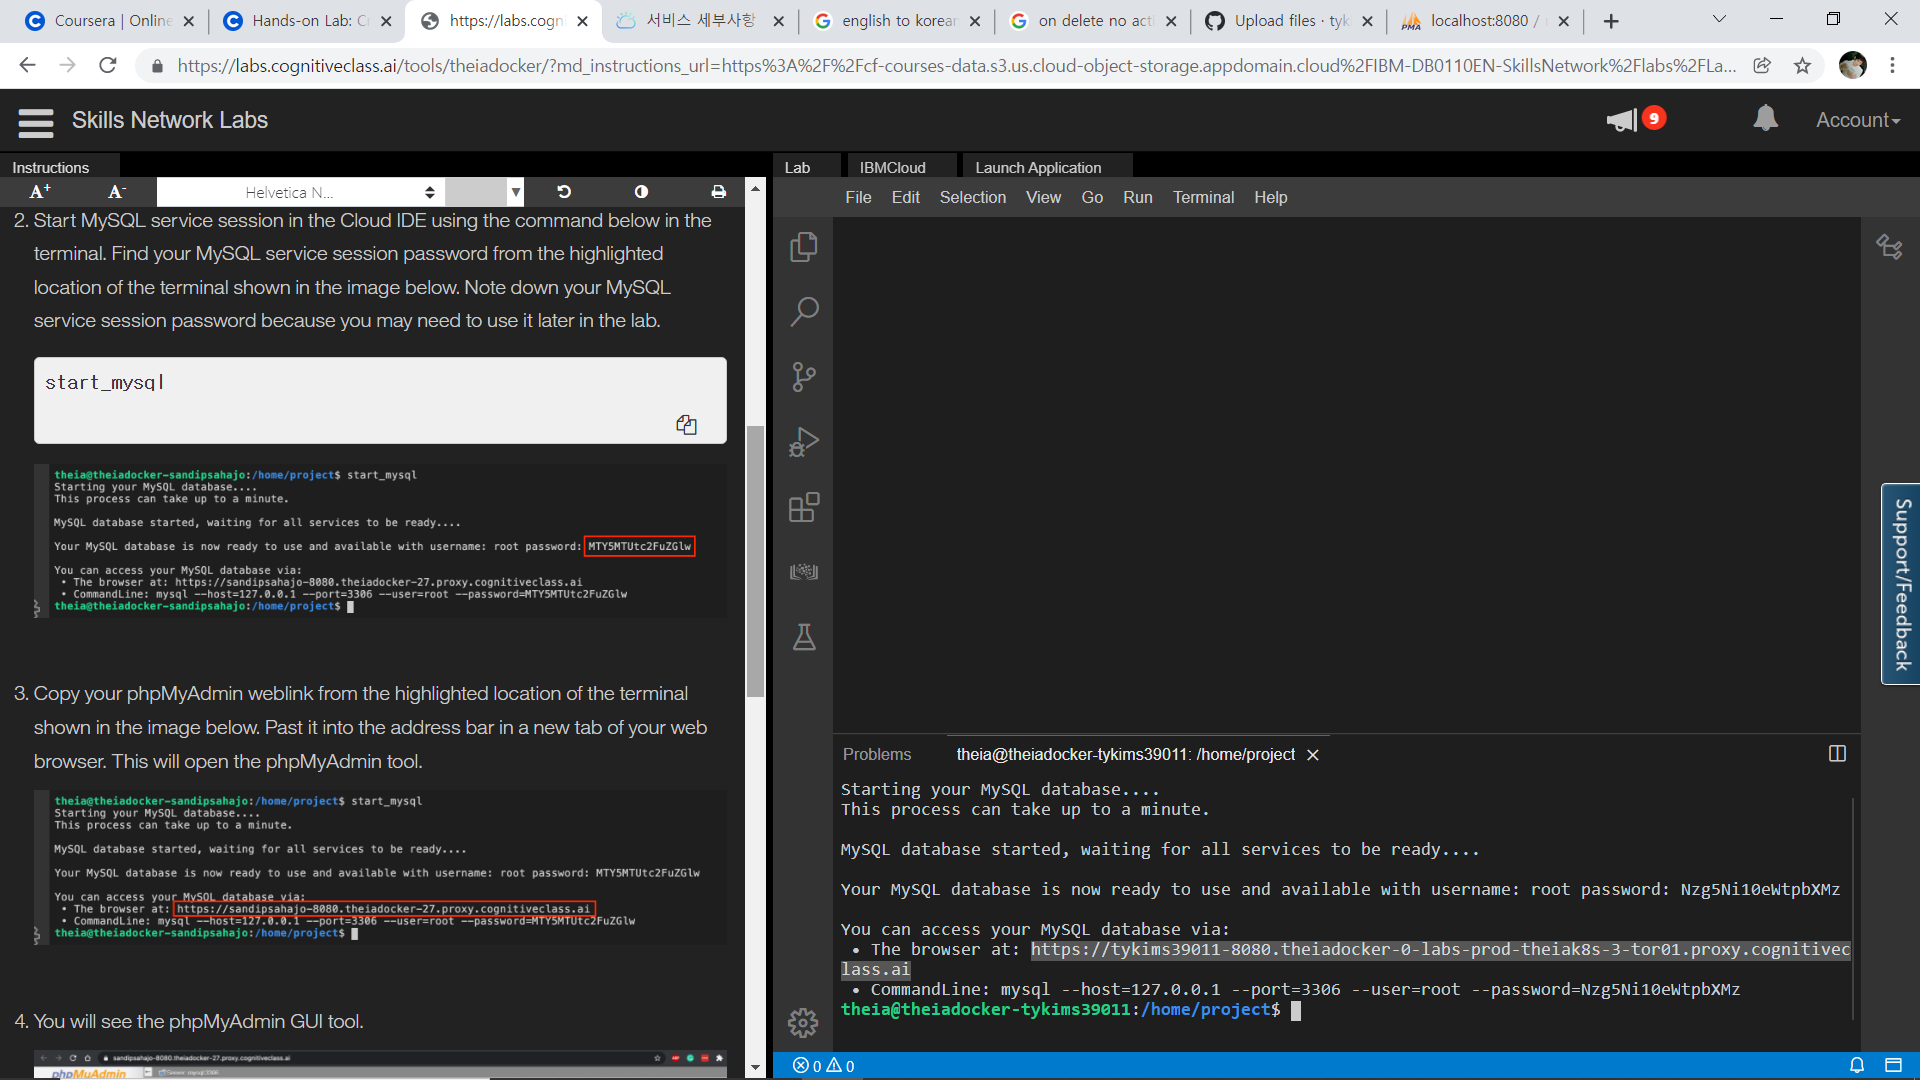 Coursera | Online
Hands-on Lab: C
https://labs.cogn
서비스 세부사항
english to korean
on delete no act
Upload files · tyk
PMA
localhost:8080 /
https://labs.cognitiveclass.ai/tools/theiadocker/?md_instructions_url=https%3A%2F%2Fcf-courses-data.s3.us.cloud-object-storage.appdomain.cloud%2FIBM-DB0110EN-SkillsNetwork%2Flabs%2FLa...
Skills Network Labs
9
Account
Instructions
Lab
IBMCloud
Launch Application
A+
A-
Helvetica N...
File
Edit
Selection
View
Go
Run
Terminal
Help
2. Start MySQL service session in the Cloud IDE using the command below in the
terminal. Find your MySQL service session password from the highlighted
location of the terminal shown in the image below. Note down your MySQL
service session password because you may need to use it later in the lab.
start_mysql
theia@theiadocker-sandipsahajo:/home/project$ start_mysql
Starting your MySQL database....
This process can take up to a minute.
MySQL database started, waiting for all services to be ready....
Your MySQL database is now ready to use and available with username: root password: MTY5MTUtc2FuZGlw
You can access your MySQL database via:
• The browser at: https://sandipsahajo-8080.theiadocker-27.proxy.cognitiveclass.ai
• CommandLine: mysql --host=127.0.0.1 --port=3306 --user=root --password=MTY5MTUtc2FuZGlw
theia@theiadocker-sandipsahajo:/home/project$
3. Copy your phpMyAdmin weblink from the highlighted location of the terminal
shown in the image below. Past it into the address bar in a new tab of your web
browser. This will open the phpMyAdmin tool.
theia@theiadocker-sandipsahajo:/home/project$ start_mysql
Starting your MySQL database....
This process can take up to a minute.
MySQL database started, waiting for all services to be ready....
Your MySQL database is now ready to use and available with username: root password: MTY5MTUtc2FuZGlw
You can access your MySQL database via:
• The browser at: https://sandipsahajo-8080.theiadocker-27.proxy.cognitiveclass.ai
• CommandLine: mysql --host=127.0.0.1 --port=3306 --user=root --password=MTY5MTUtc2FuZGlw
theia@theiadocker-sandipsahajo:/home/project$
4. You will see the phpMyAdmin GUI tool.
sandipsahajo-8080.theiadocker-27.proxy.cognitiveclass.ai
phpMyAdmin
Problems
theia@theiadocker-tykims39011: /home/project
Starting your MySQL database....
This process can take up to a minute.
MySQL database started, waiting for all services to be ready....
Your MySQL database is now ready to use and available with username: root password: Nzg5Ni10eWtpbXMz
You can access your MySQL database via:
• The browser at: https://tykims39011-8080.theiadocker-0-labs-prod-theiak8s-3-tor01.proxy.cognitivec
lass.ai
• CommandLine: mysql --host=127.0.0.1 --port=3306 --user=root --password=Nzg5Ni10eWtpbXMz
theia@theiadocker-tykims39011:/home/project$
Support/Feedback
0
0